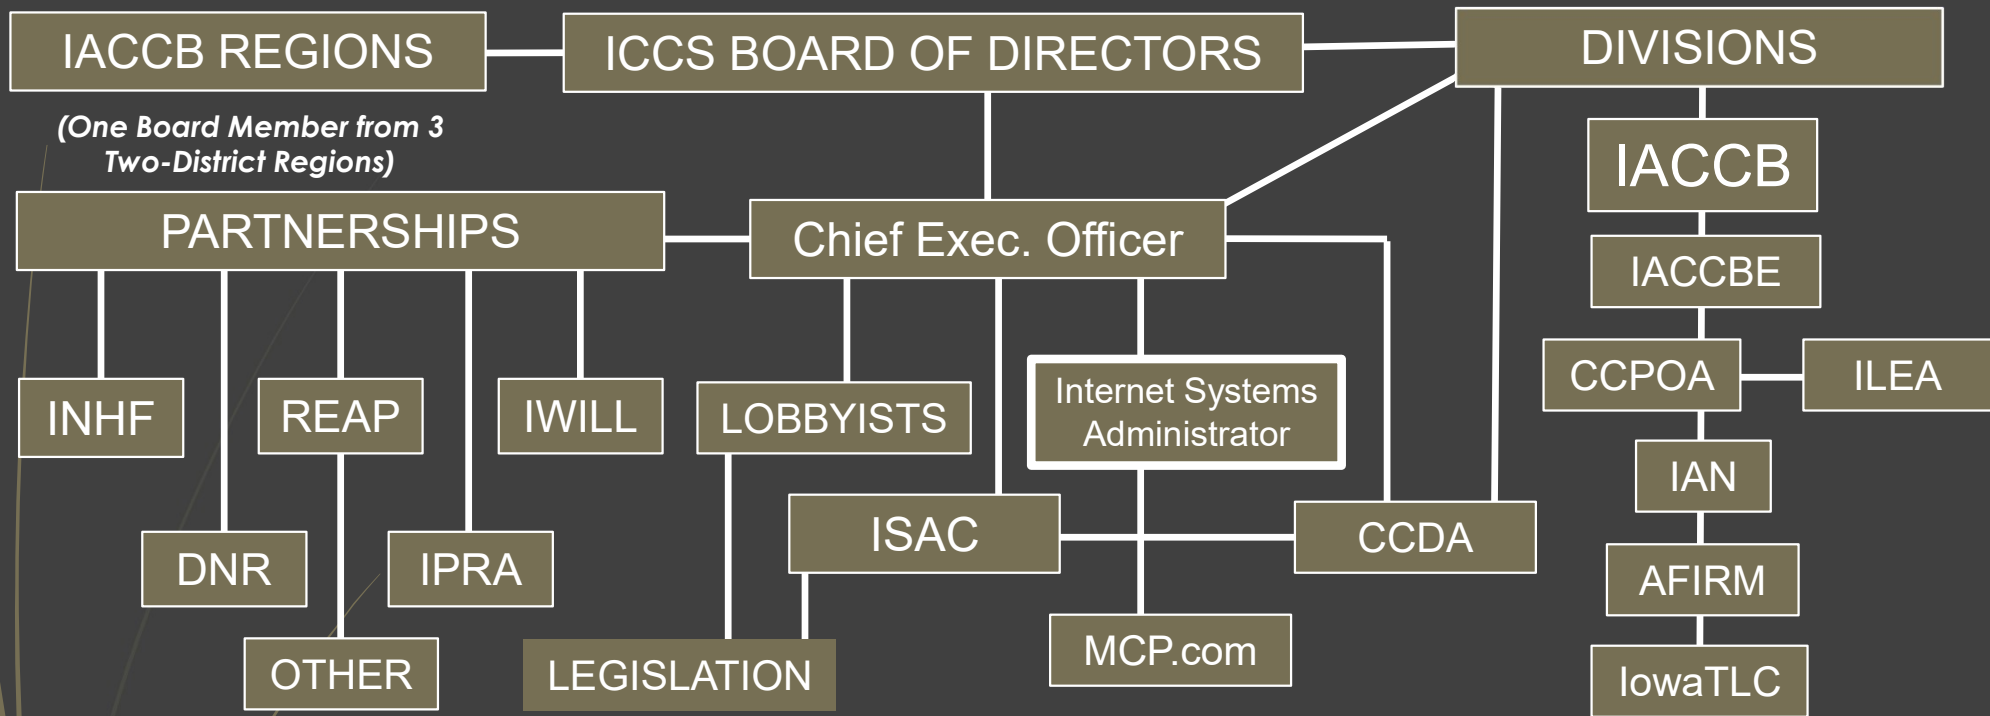 IACCB REGIONS
ICCS BOARD OF DIRECTORS
DIVISIONS
(One Board Member from 3
Two-District Regions)
IACCB
PARTNERSHIPS
Chief Exec. Officer
IACCBE
CCPOA
ILEA
INHF
REAP
IWILL
LOBBYISTS
Internet Systems
Administrator
IAN
ISAC
CCDA
DNR
IPRA
AFIRM
OTHER
LEGISLATION
MCP.com
IowaTLC